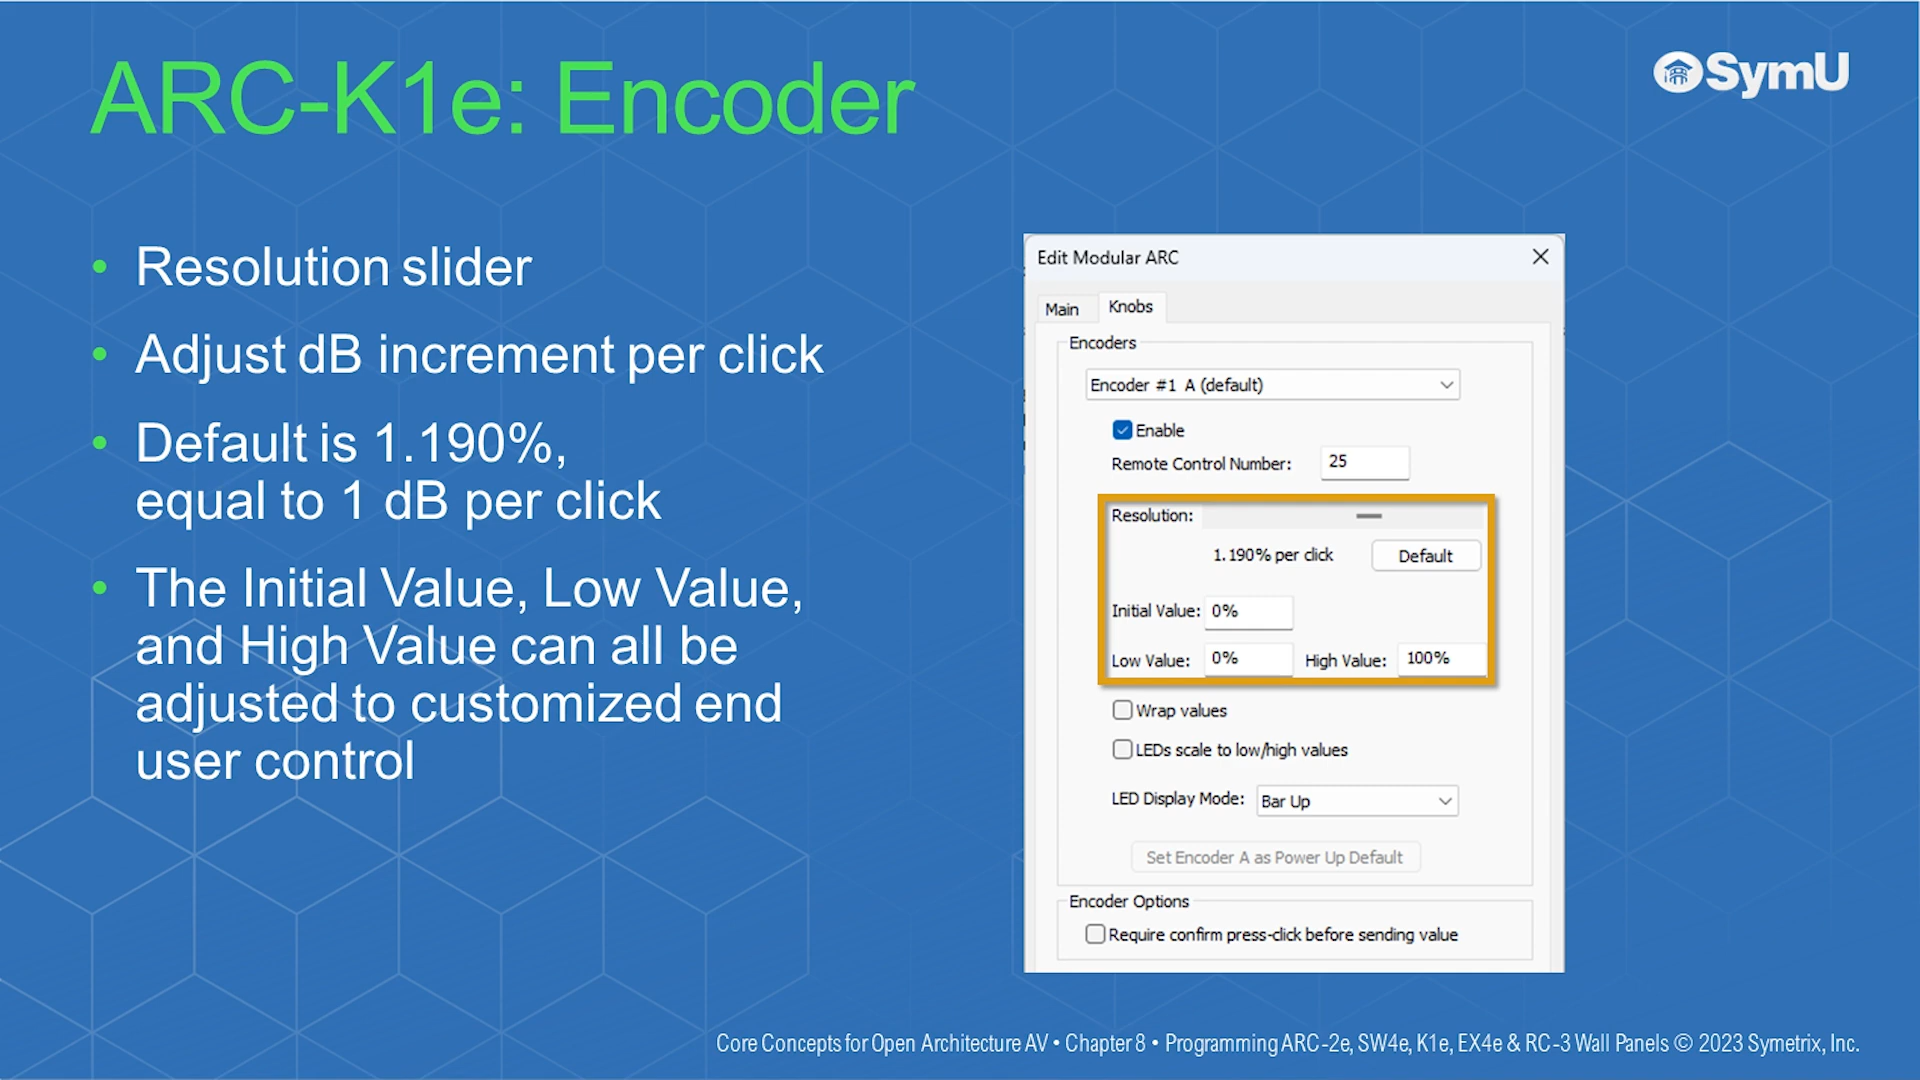 ARC-K1e: Encoder
SymU
• Resolution slider
• Adjust dB increment per click
• Default is 1.190%,
equal to 1 dB per click
• The Initial Value, Low Value,
and High Value can all be
adjusted to customized end
user control
Edit Modular ARC
Main Knobs
Encoders
Encoder #1 A (default)
Enable
Remote Control Number: 25
Resolution:
1.190% per click Default
Initial Value: 0%
Low Value: 0% High Value: 100%
Wrap values
LEDs scale to low/high values
LED Display Mode: Bar Up
Set Encoder A as Power Up Default
Encoder Options
Require confirm press-click before sending value
Core Concepts for Open Architecture AV • Chapter 8 • Programming ARC-2e, SW4e, K1e, EX4e & RC-3 Wall Panels © 2023 Symetrix, Inc.